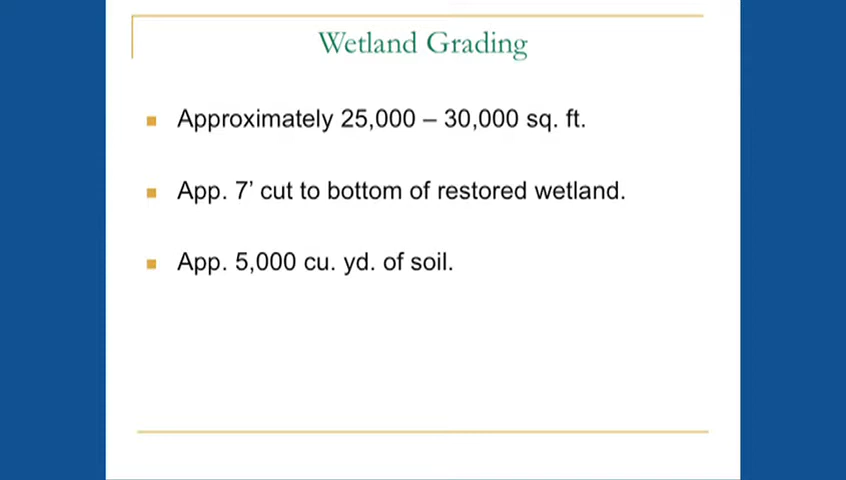 Wetland Grading
Approximately 25,000 – 30,000 sq. ft.
App. 7’ cut to bottom of restored wetland.
App. 5,000 cu. yd. of soil.